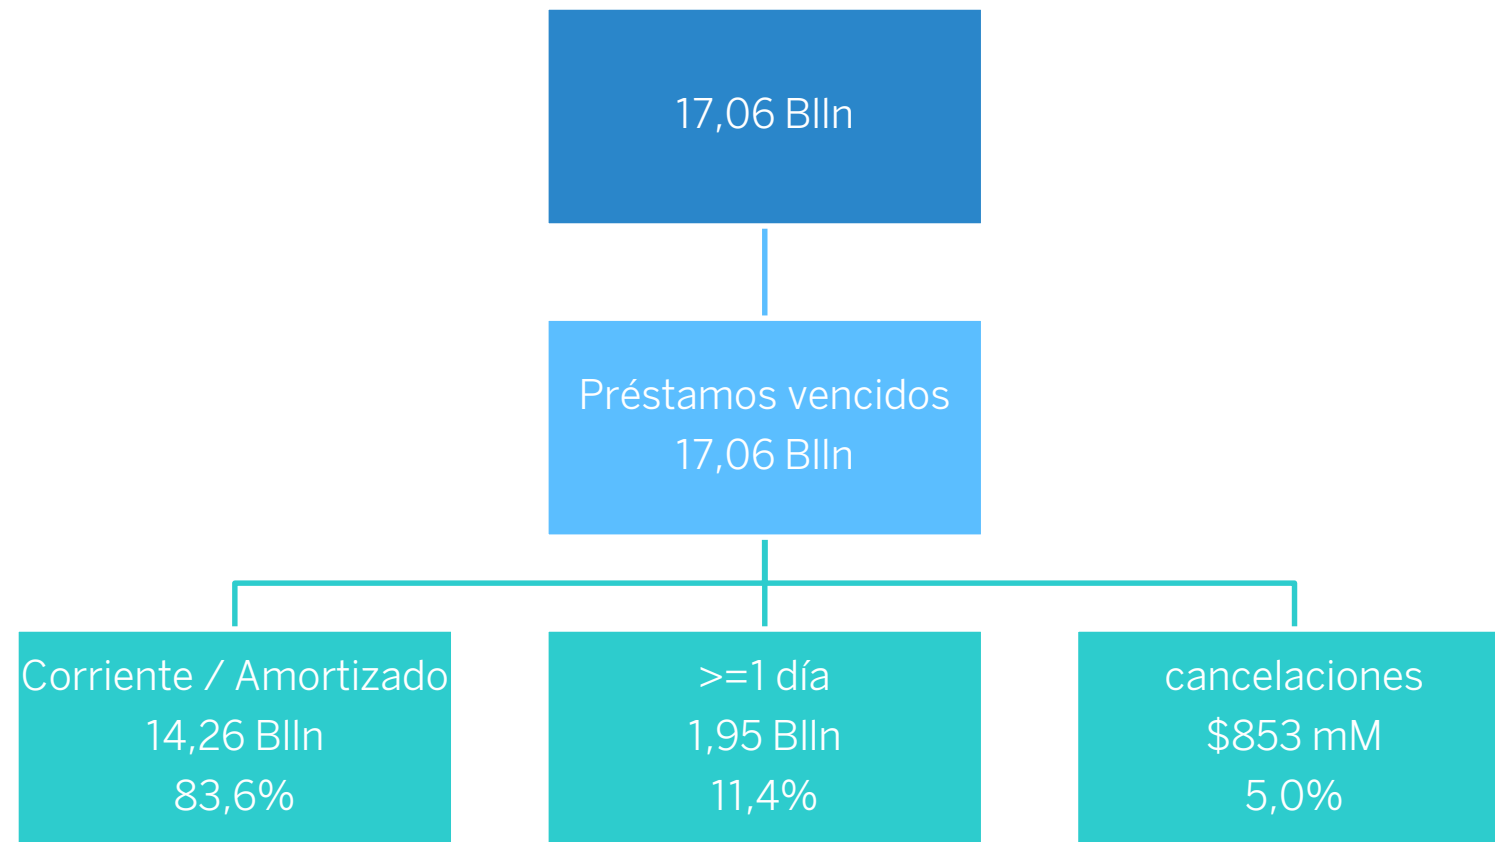 17,06 Blln
Préstamos vencidos
17,06 Blln
Corriente / Amortizado
14,26 Blln
83,6%
>=1 día
1,95 Blln
11,4%
cancelaciones
$853 mM
5,0%